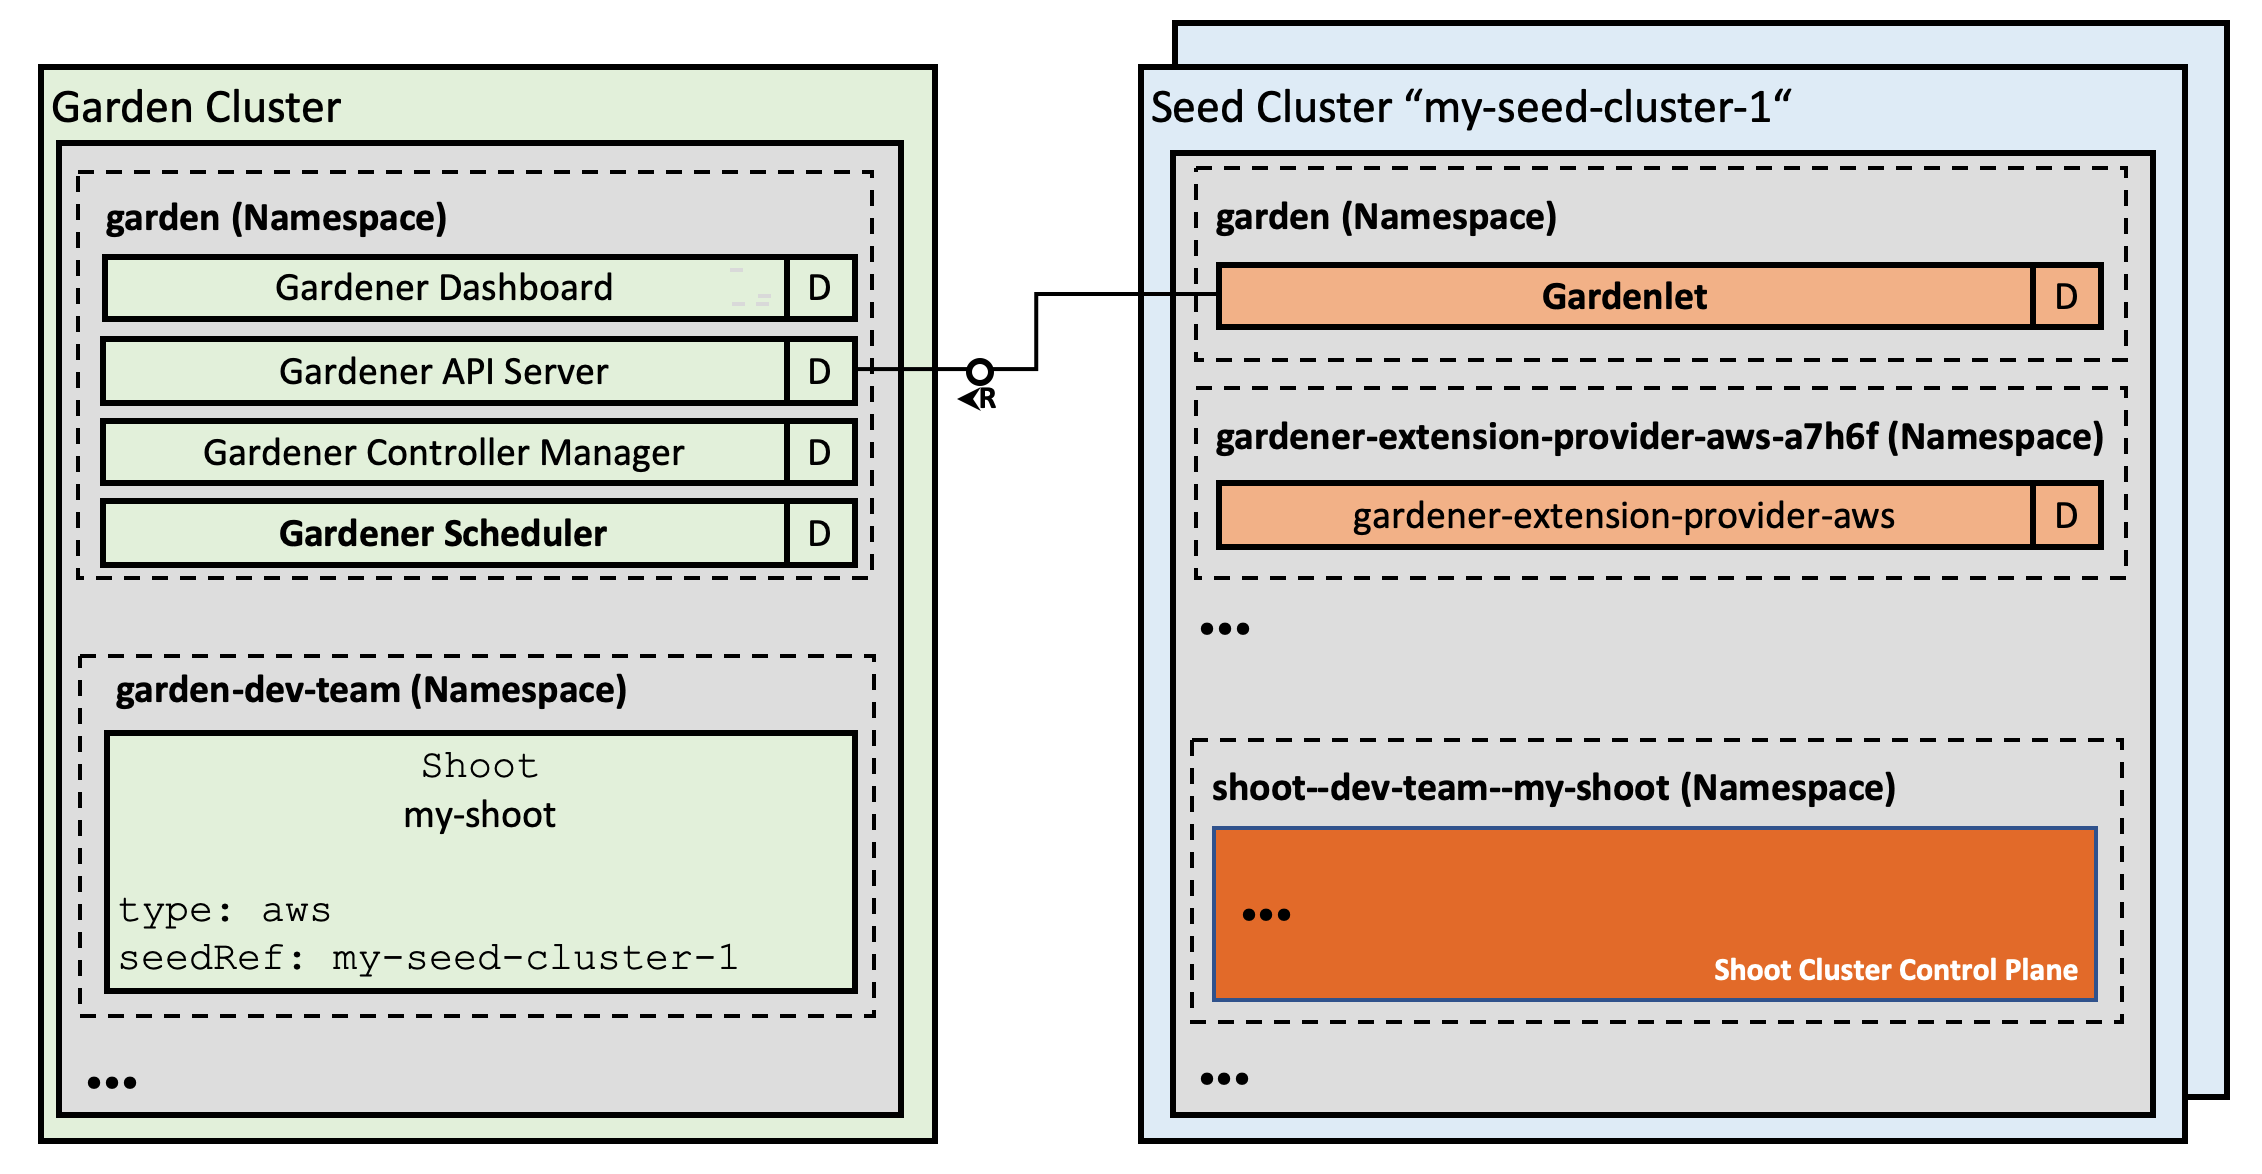 Garden Cluster
garden (Namespace)
Gardener Dashboard D
Gardener API Server D
Gardener Controller Manager D
Gardener Scheduler D
garden-dev-team (Namespace)
Shoot
my-shoot
type: aws
seedRef: my-seed-cluster-1
•••
R
Seed Cluster “my-seed-cluster-1“
garden (Namespace)
Gardenlet D
gardener-extension-provider-aws-a7h6f (Namespace)
gardener-extension-provider-aws D
•••
shoot--dev-team--my-shoot (Namespace)
•••
Shoot Cluster Control Plane
•••